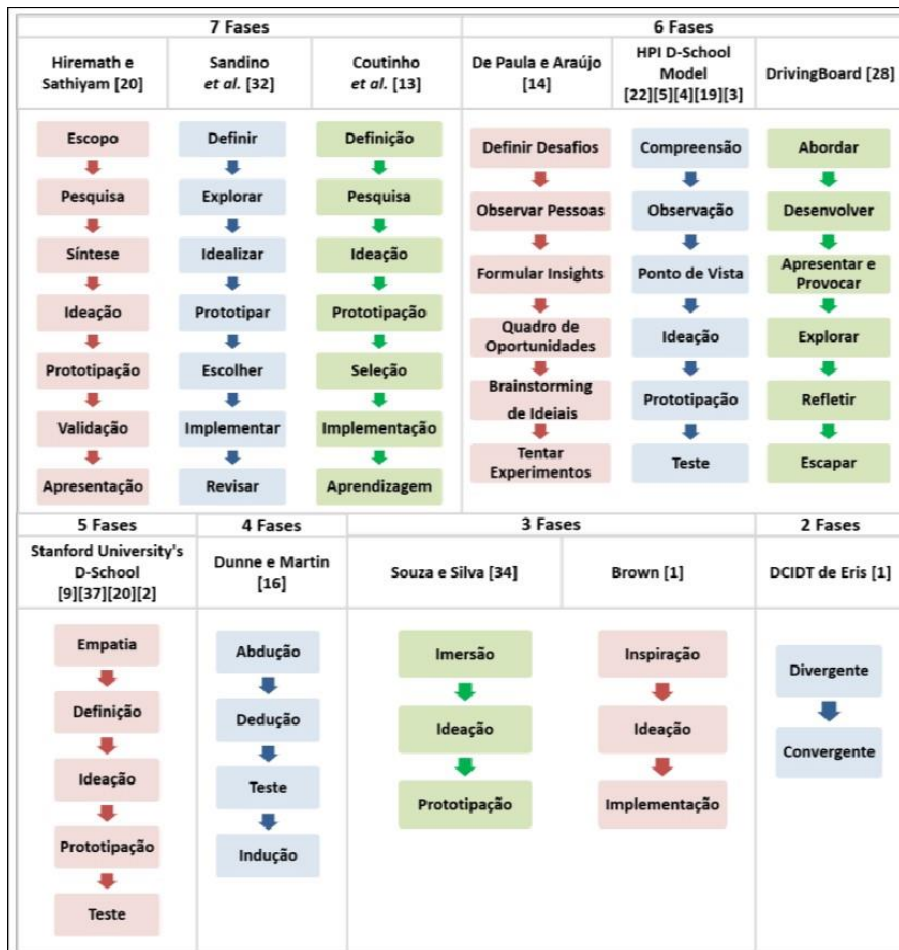 7 Fases
6 Fases
Hiremath e
Sathiyam [20]
Sandino
et al. [32]
Coutinho
et al. [13]
De Paula e Araújo
[14]
HPI D-School
Model
[22][5][4][19][3]
DrivingBoard [28]
Escopo
Pesquisa
Síntese
Ideação
Prototipação
Validação
Apresentação
Definir
Explorar
Idealizar
Prototipar
Escolher
Implementar
Revisar
Definição
Pesquisa
Ideação
Prototipação
Seleção
Implementação
Aprendizagem
Definir Desafios
Observar Pessoas
Formular Insights
Quadro de
Oportunidades
Brainstorming
de Ideiais
Tentar
Experimentos
Compreensão
Observação
Ponto de Vista
Ideação
Prototipação
Teste
Abordar
Desenvolver
Apresentar e
Provocar
Explorar
Refletir
Escapar
5 Fases
4 Fases
3 Fases
2 Fases
Stanford University's
D-School
[9][37][20][2]
Dunne e Martin
[16]
Souza e Silva [34]
Brown [1]
DCIDT de Eris [1]
Empatia
Definição
Ideação
Prototipação
Teste
Abdução
Dedução
Teste
Indução
Imersão
Ideação
Prototipação
Inspiração
Ideação
Implementação
Divergente
Convergente